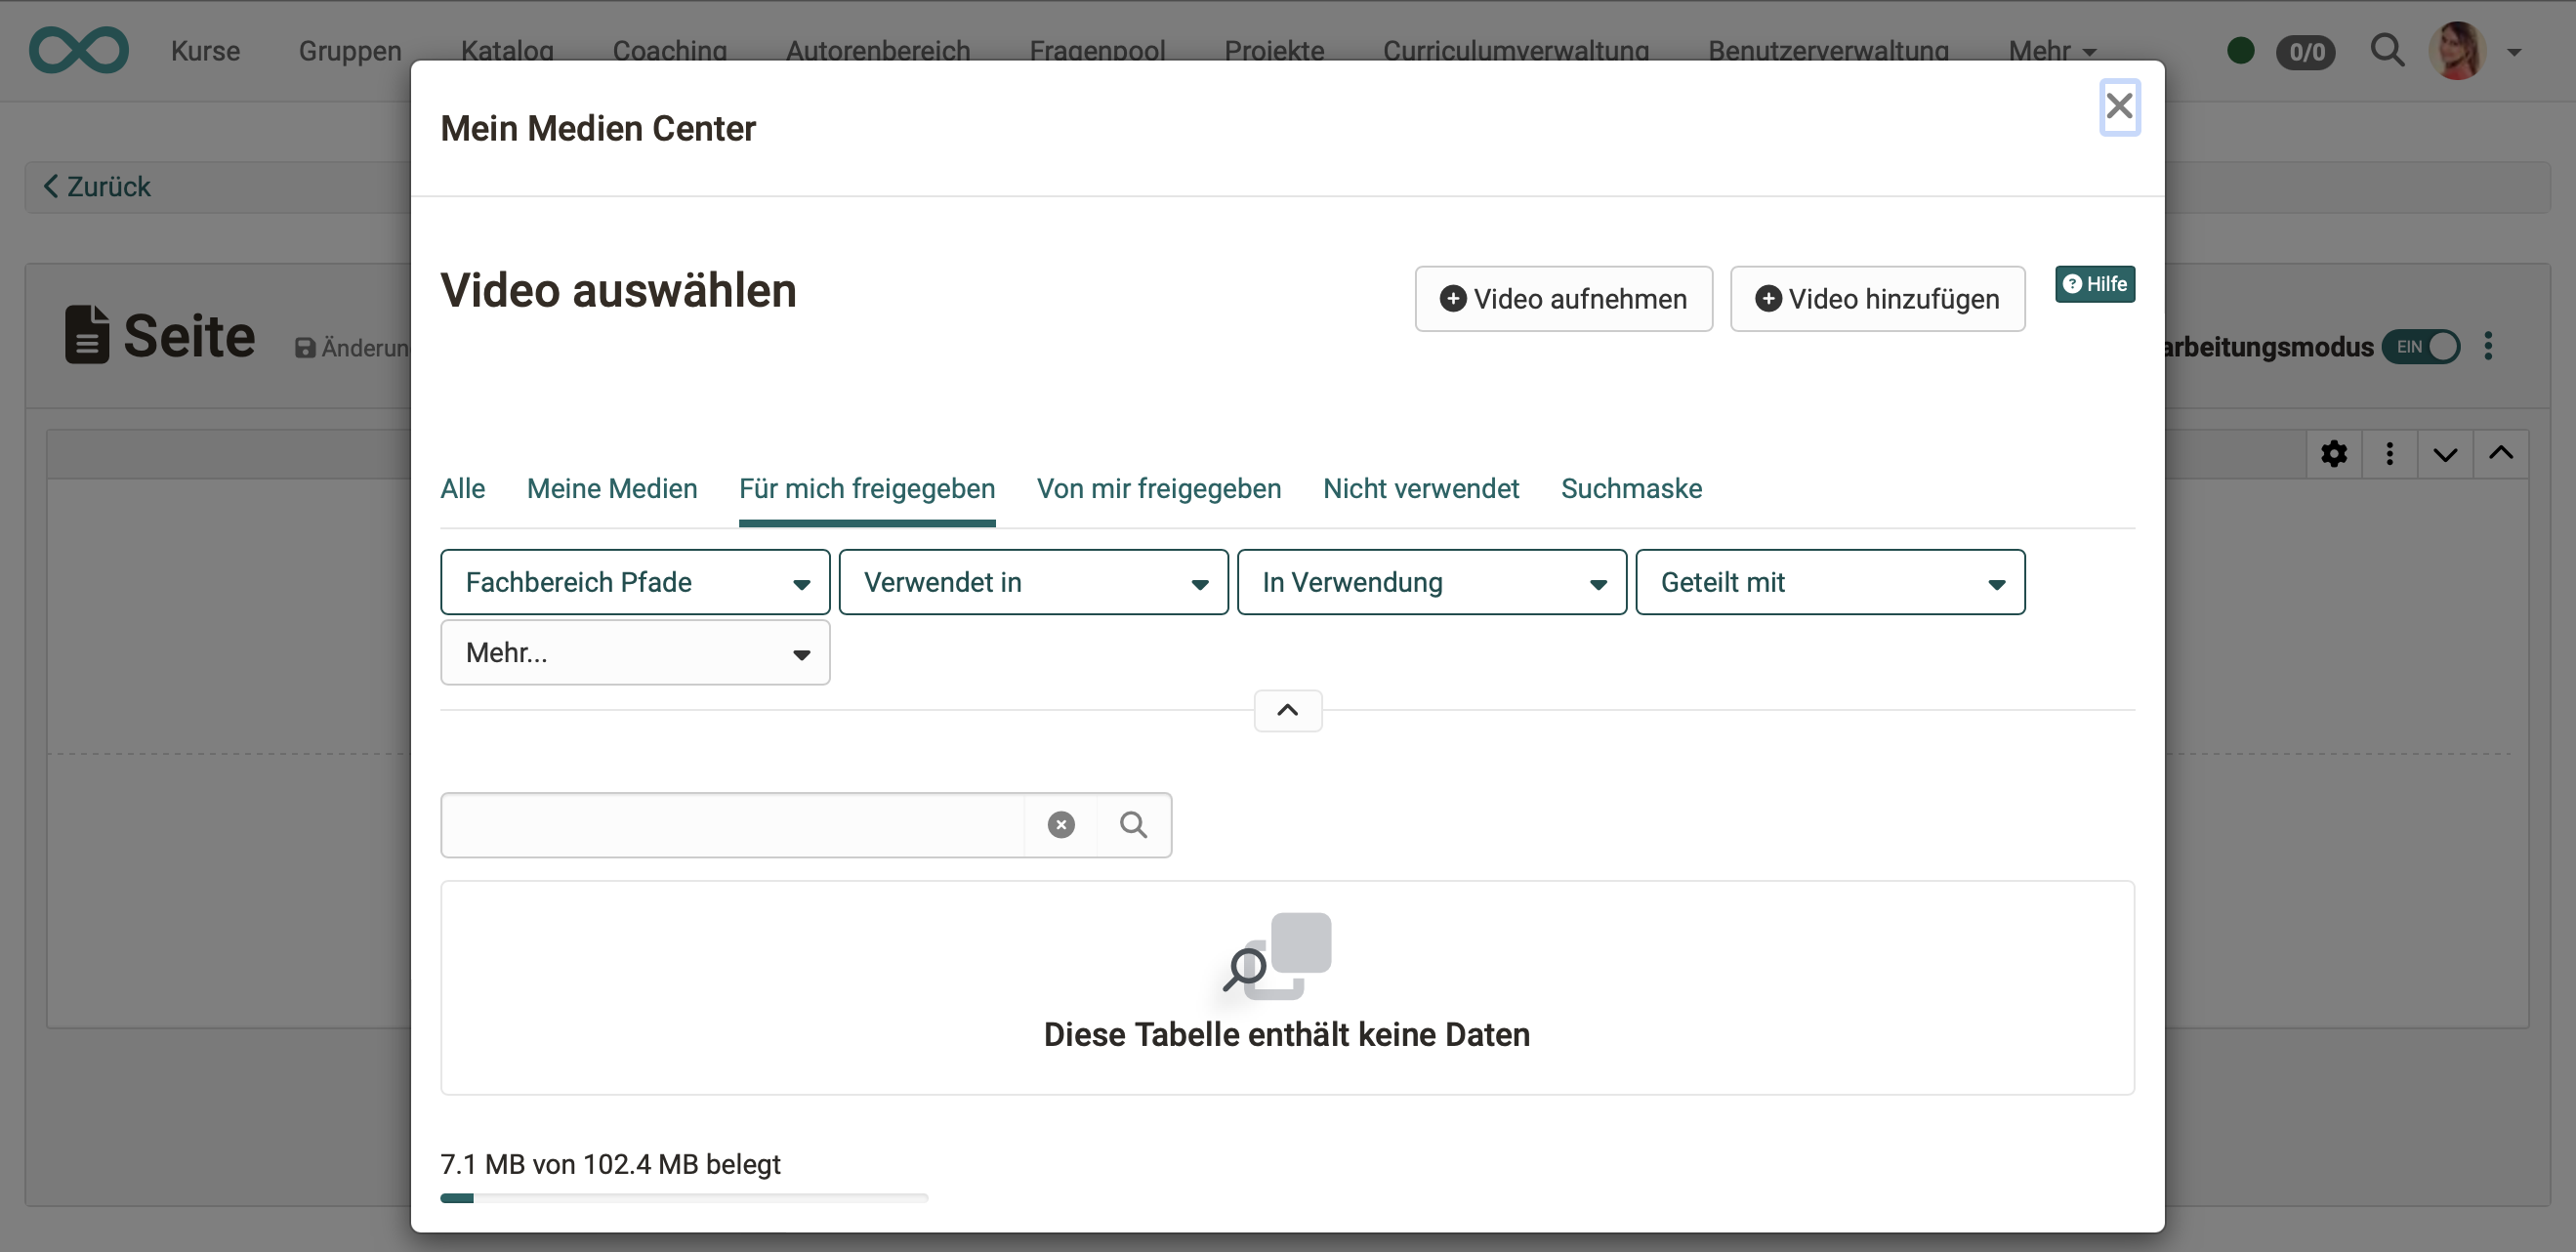 Kurse Gruppen Katalog Coaching Autorenbereich Fragenpool Projekte Curriculumverwaltung Benutzerverwaltung Mehr 0/0
Mein Medien Center
Zurück
Video auswählen
Video aufnehmen Video hinzufügen Hilfe
Seite Änderun arbeitungsmodus EIN
Alle Meine Medien Für mich freigegeben Von mir freigegeben Nicht verwendet Suchmaske
Fachbereich Pfade Verwendet in In Verwendung Geteilt mit
Mehr...
Diese Tabelle enthält keine Daten
7.1 MB von 102.4 MB belegt